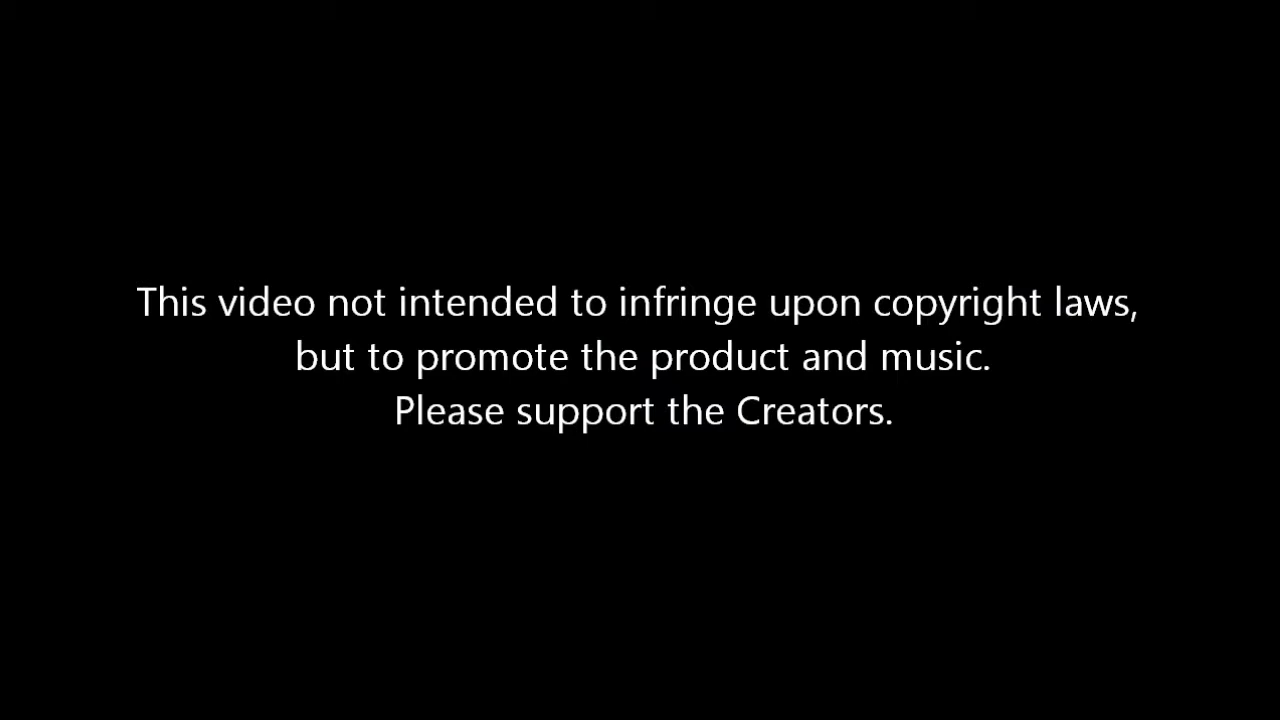 This video not intended to infringe upon copyright laws,
but to promote the product and music.
Please support the Creators.